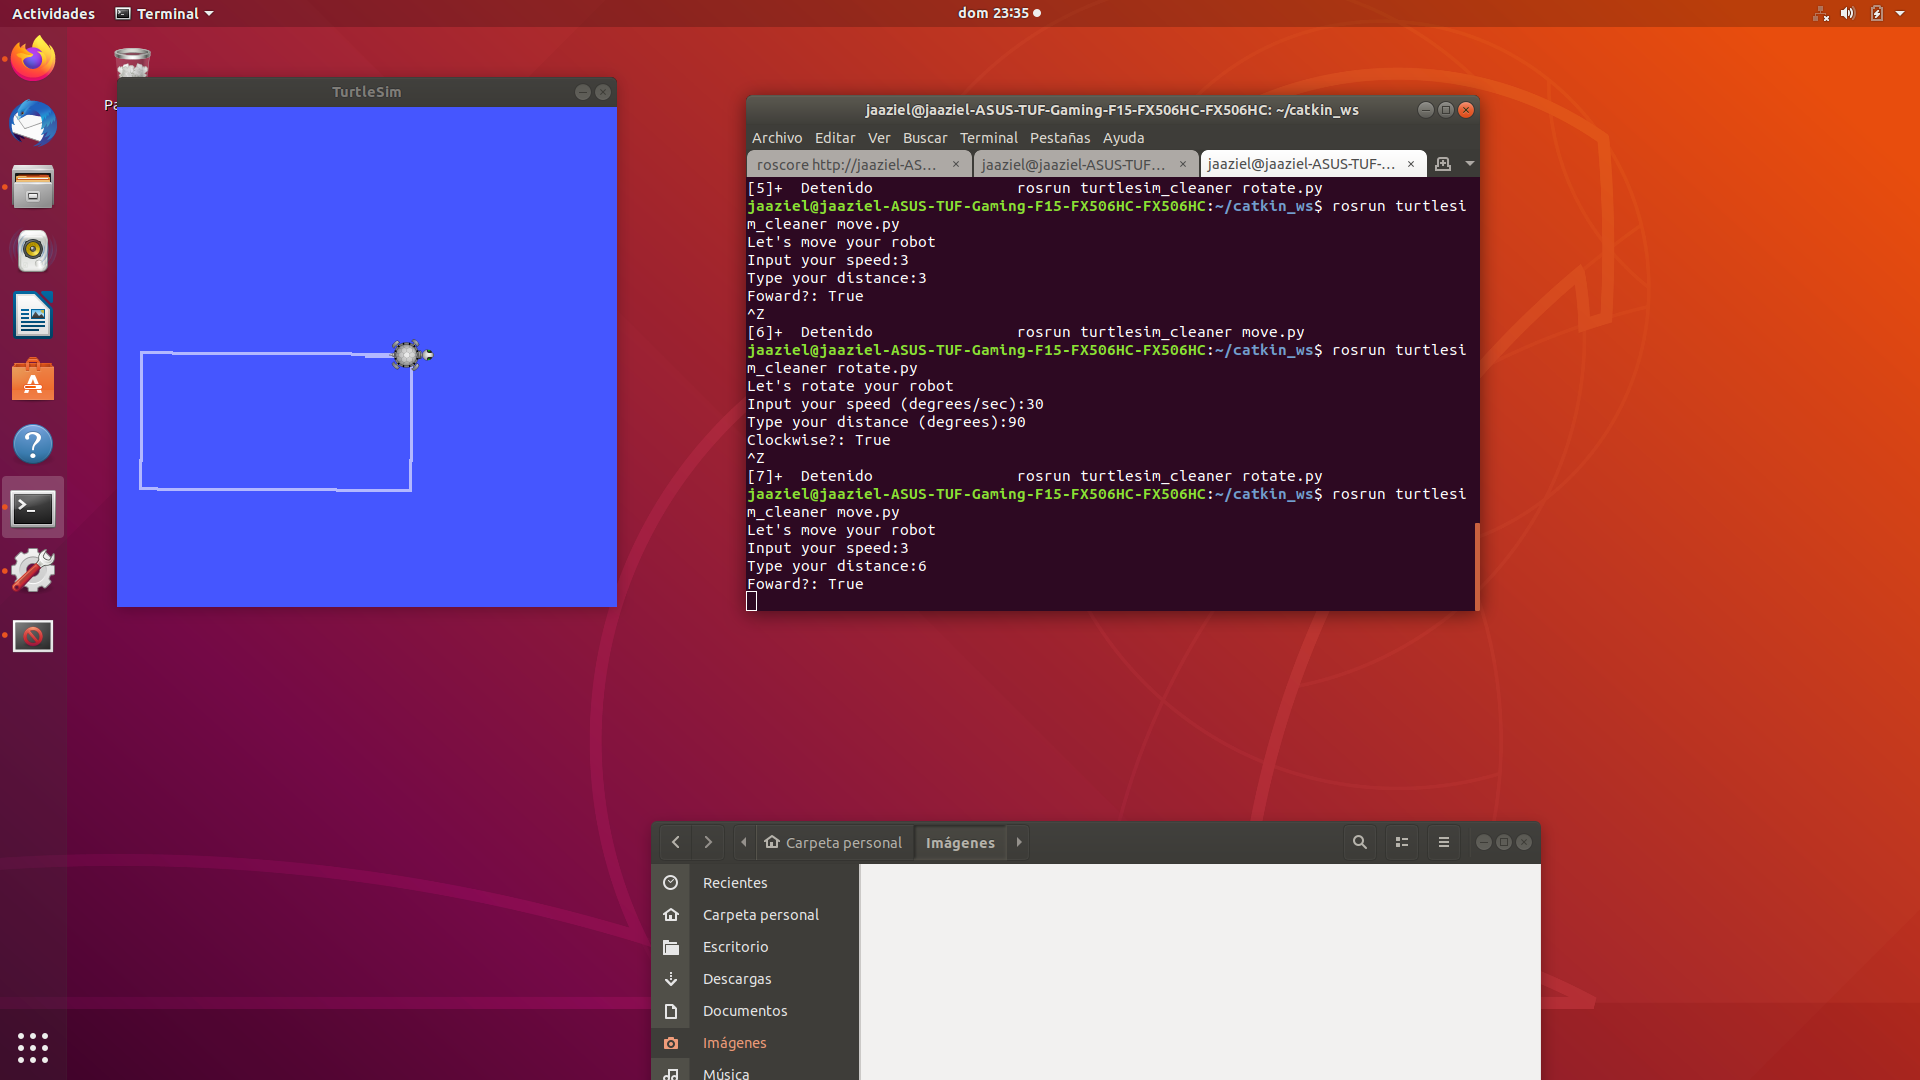 Actividades
Terminal
dom 23:35
Pa
TurtleSim
jaaziel@jaaziel-ASUS-TUF-Gaming-F15-FX506HC-FX506HC: ~/catkin_ws
Archivo Editar Ver Buscar Terminal Pestañas Ayuda
roscore http://jaaziel-AS... jaaziel@jaaziel-ASUS-TUF... jaaziel@jaaziel-ASUS-TUF-...
[5]+  Detenido                rosrun turtlesim_cleaner rotate.py
jaaziel@jaaziel-ASUS-TUF-Gaming-F15-FX506HC-FX506HC:~/catkin_ws$ rosrun turtlesi
m_cleaner move.py
Let's move your robot
Input your speed:3
Type your distance:3
Foward?: True
^Z
[6]+  Detenido                rosrun turtlesim_cleaner move.py
jaaziel@jaaziel-ASUS-TUF-Gaming-F15-FX506HC-FX506HC:~/catkin_ws$ rosrun turtlesi
m_cleaner rotate.py
Let's rotate your robot
Input your speed (degrees/sec):30
Type your distance (degrees):90
Clockwise?: True
^Z
[7]+  Detenido                rosrun turtlesim_cleaner rotate.py
jaaziel@jaaziel-ASUS-TUF-Gaming-F15-FX506HC-FX506HC:~/catkin_ws$ rosrun turtlesi
m_cleaner move.py
Let's move your robot
Input your speed:3
Type your distance:6
Foward?: True
Carpeta personal Imágenes
Recientes
Carpeta personal
Escritorio
Descargas
Documentos
Imágenes
Música